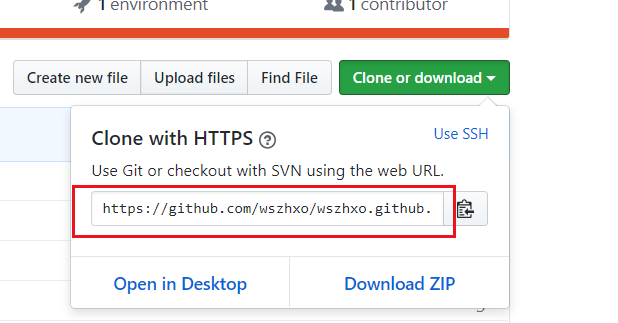 1 environment
1 contributor
Create new file
Upload files
Find File
Clone or download
Clone with HTTPS ?
Use SSH
Use Git or checkout with SVN using the web URL.
https://github.com/wszhxo/wszhxo.github.
Open in Desktop
Download ZIP